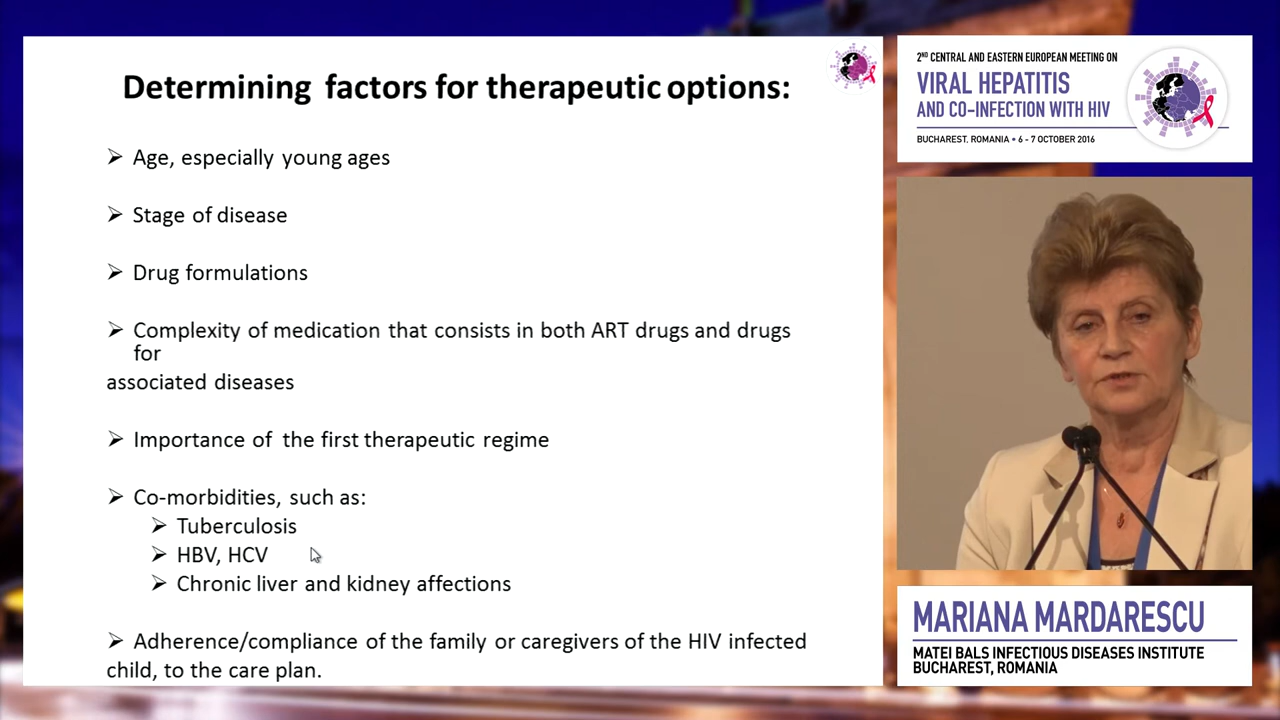 Determining factors for therapeutic options:
➢ Age, especially young ages
➢ Stage of disease
➢ Drug formulations
➢ Complexity of medication that consists in both ART drugs and drugs
for
associated diseases
➢ Importance of the first therapeutic regime
➢ Co-morbidities, such as:
➢ Tuberculosis
➢ HBV, HCV
➢ Chronic liver and kidney affections
➢ Adherence/compliance of the family or caregivers of the HIV infected
child, to the care plan.
2ND CENTRAL AND EASTERN EUROPEAN MEETING ON
VIRAL HEPATITIS
AND CO-INFECTION WITH HIV
BUCHAREST, ROMANIA • 6 - 7 OCTOBER 2016
MARIANA MARDARESCU
MATEI BALS INFECTIOUS DISEASES INSTITUTE
BUCHAREST, ROMANIA